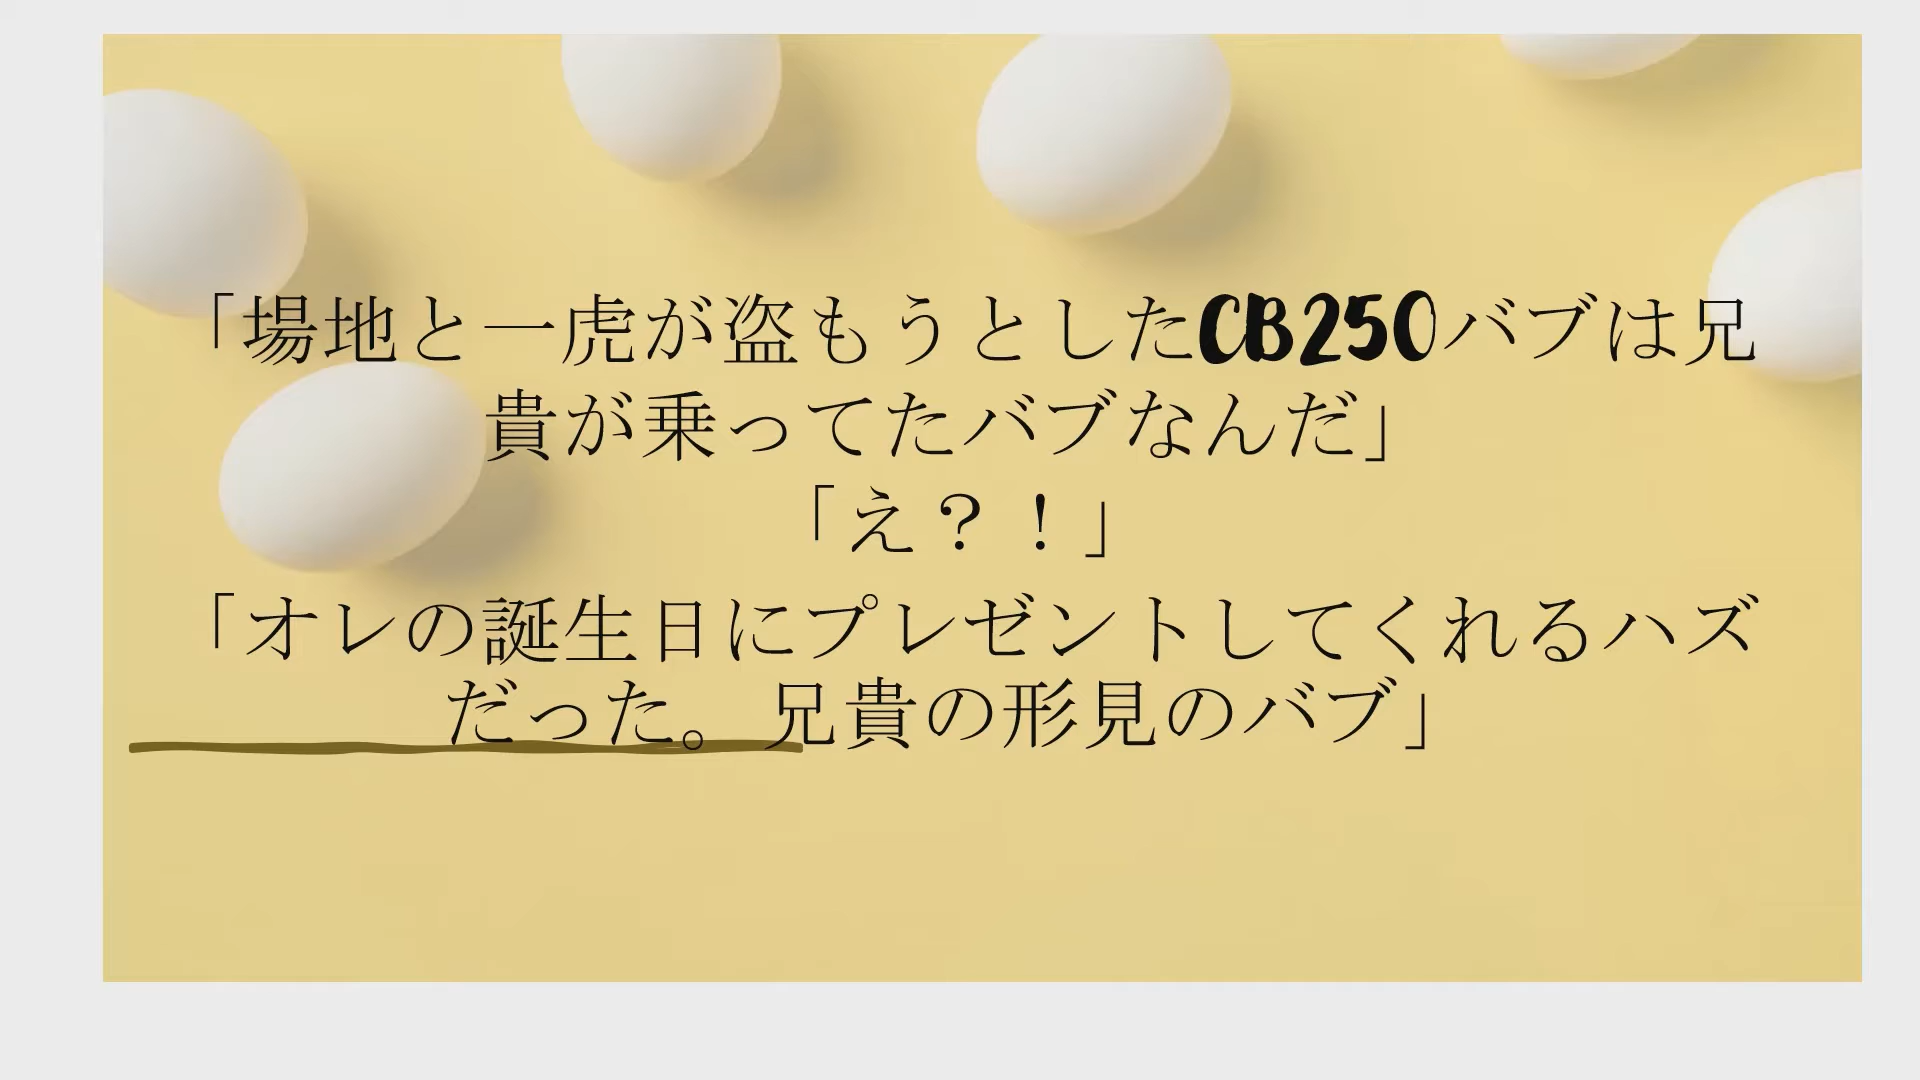 「場地と一虎が盗もうとしたCB250バブは兄
貴が乗ってたバブなんだ」
「え？！」
「オレの誕生日にプレゼントしてくれるハズ
だった。兄貴の形見のバブ」